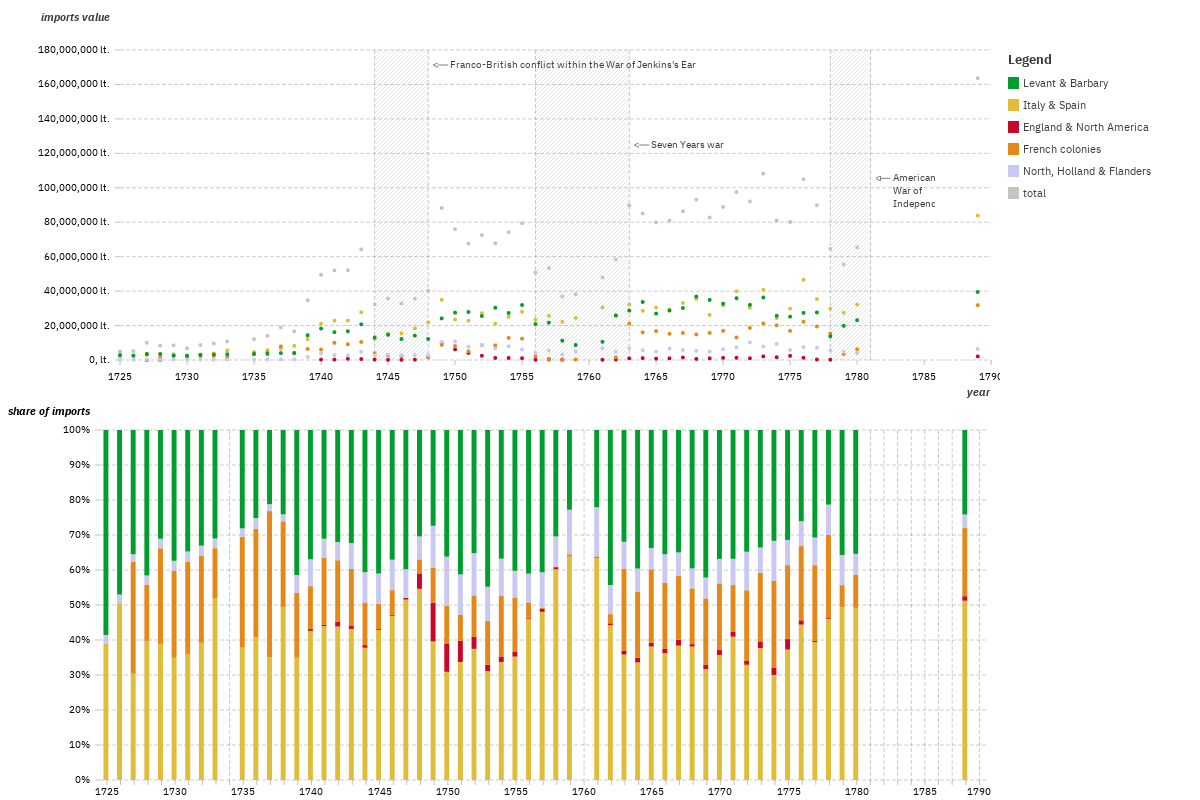 imports value
180,000,000 lt.
160,000,000 lt.
140,000,000 lt.
120,000,000 lt.
100,000,000 lt.
80,000,000 lt.
60,000,000 lt.
40,000,000 lt.
20,000,000 lt.
0, lt.
Franco-British conflict within the War of Jenkins's Ear
Seven Years war
American
War of
Independ
1725 1730 1735 1740 1745 1750 1755 1760 1765 1770 1775 1780 1785 1790
year
Legend
Levant & Barbary
Italy & Spain
England & North America
French colonies
North, Holland & Flanders
total
share of imports
100%
90%
80%
70%
60%
50%
40%
30%
20%
10%
0%
1725 1730 1735 1740 1745 1750 1755 1760 1765 1770 1775 1780 1785 1790